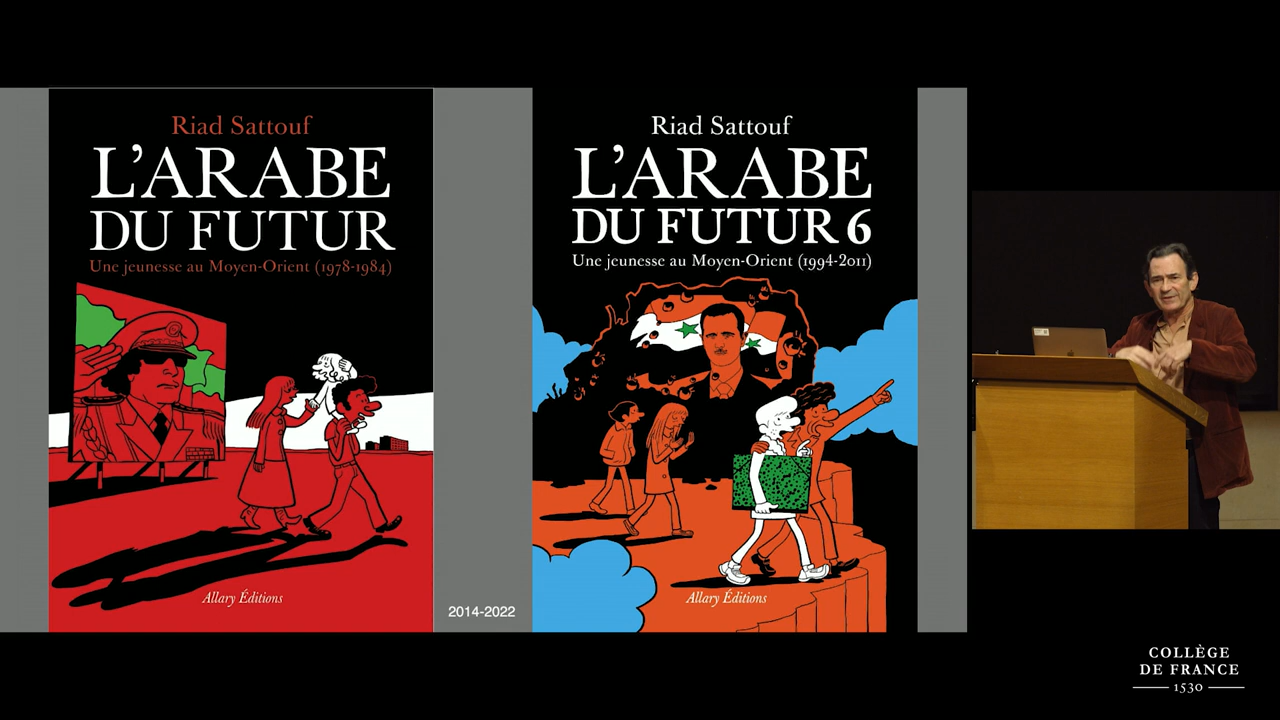 Riad Sattouf
L'ARABE
DU FUTUR
Une jeunesse au Moyen-Orient (1978-1984)
Allary Éditions
2014-2022
Riad Sattouf
L'ARABE
DU FUTUR 6
Une jeunesse au Moyen-Orient (1994-2011)
Allary Éditions
COLLÈGE
DE FRANCE
1530